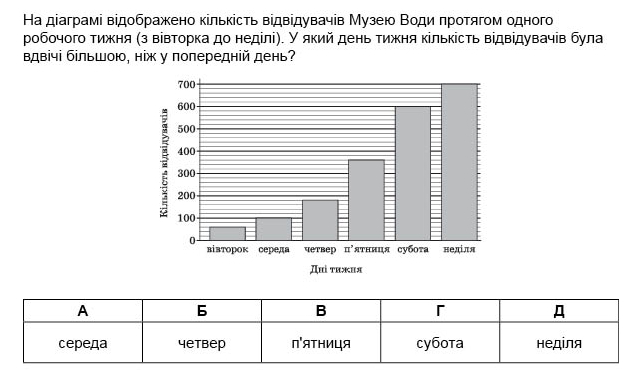 На діаграмі відображено кількість відвідувачів Музею Води протягом одного
робочого тижня (з вівторка до неділі). У який день тижня кількість відвідувачів була
вдвічі більшою, ніж у попередній день?
Кількість відвідувачів
700
600
500
400
300
200
100
0
вівторок середа четвер п'ятниця субота неділя
Дні тижня
А Б В Г Д
середа четвер п'ятниця субота неділя